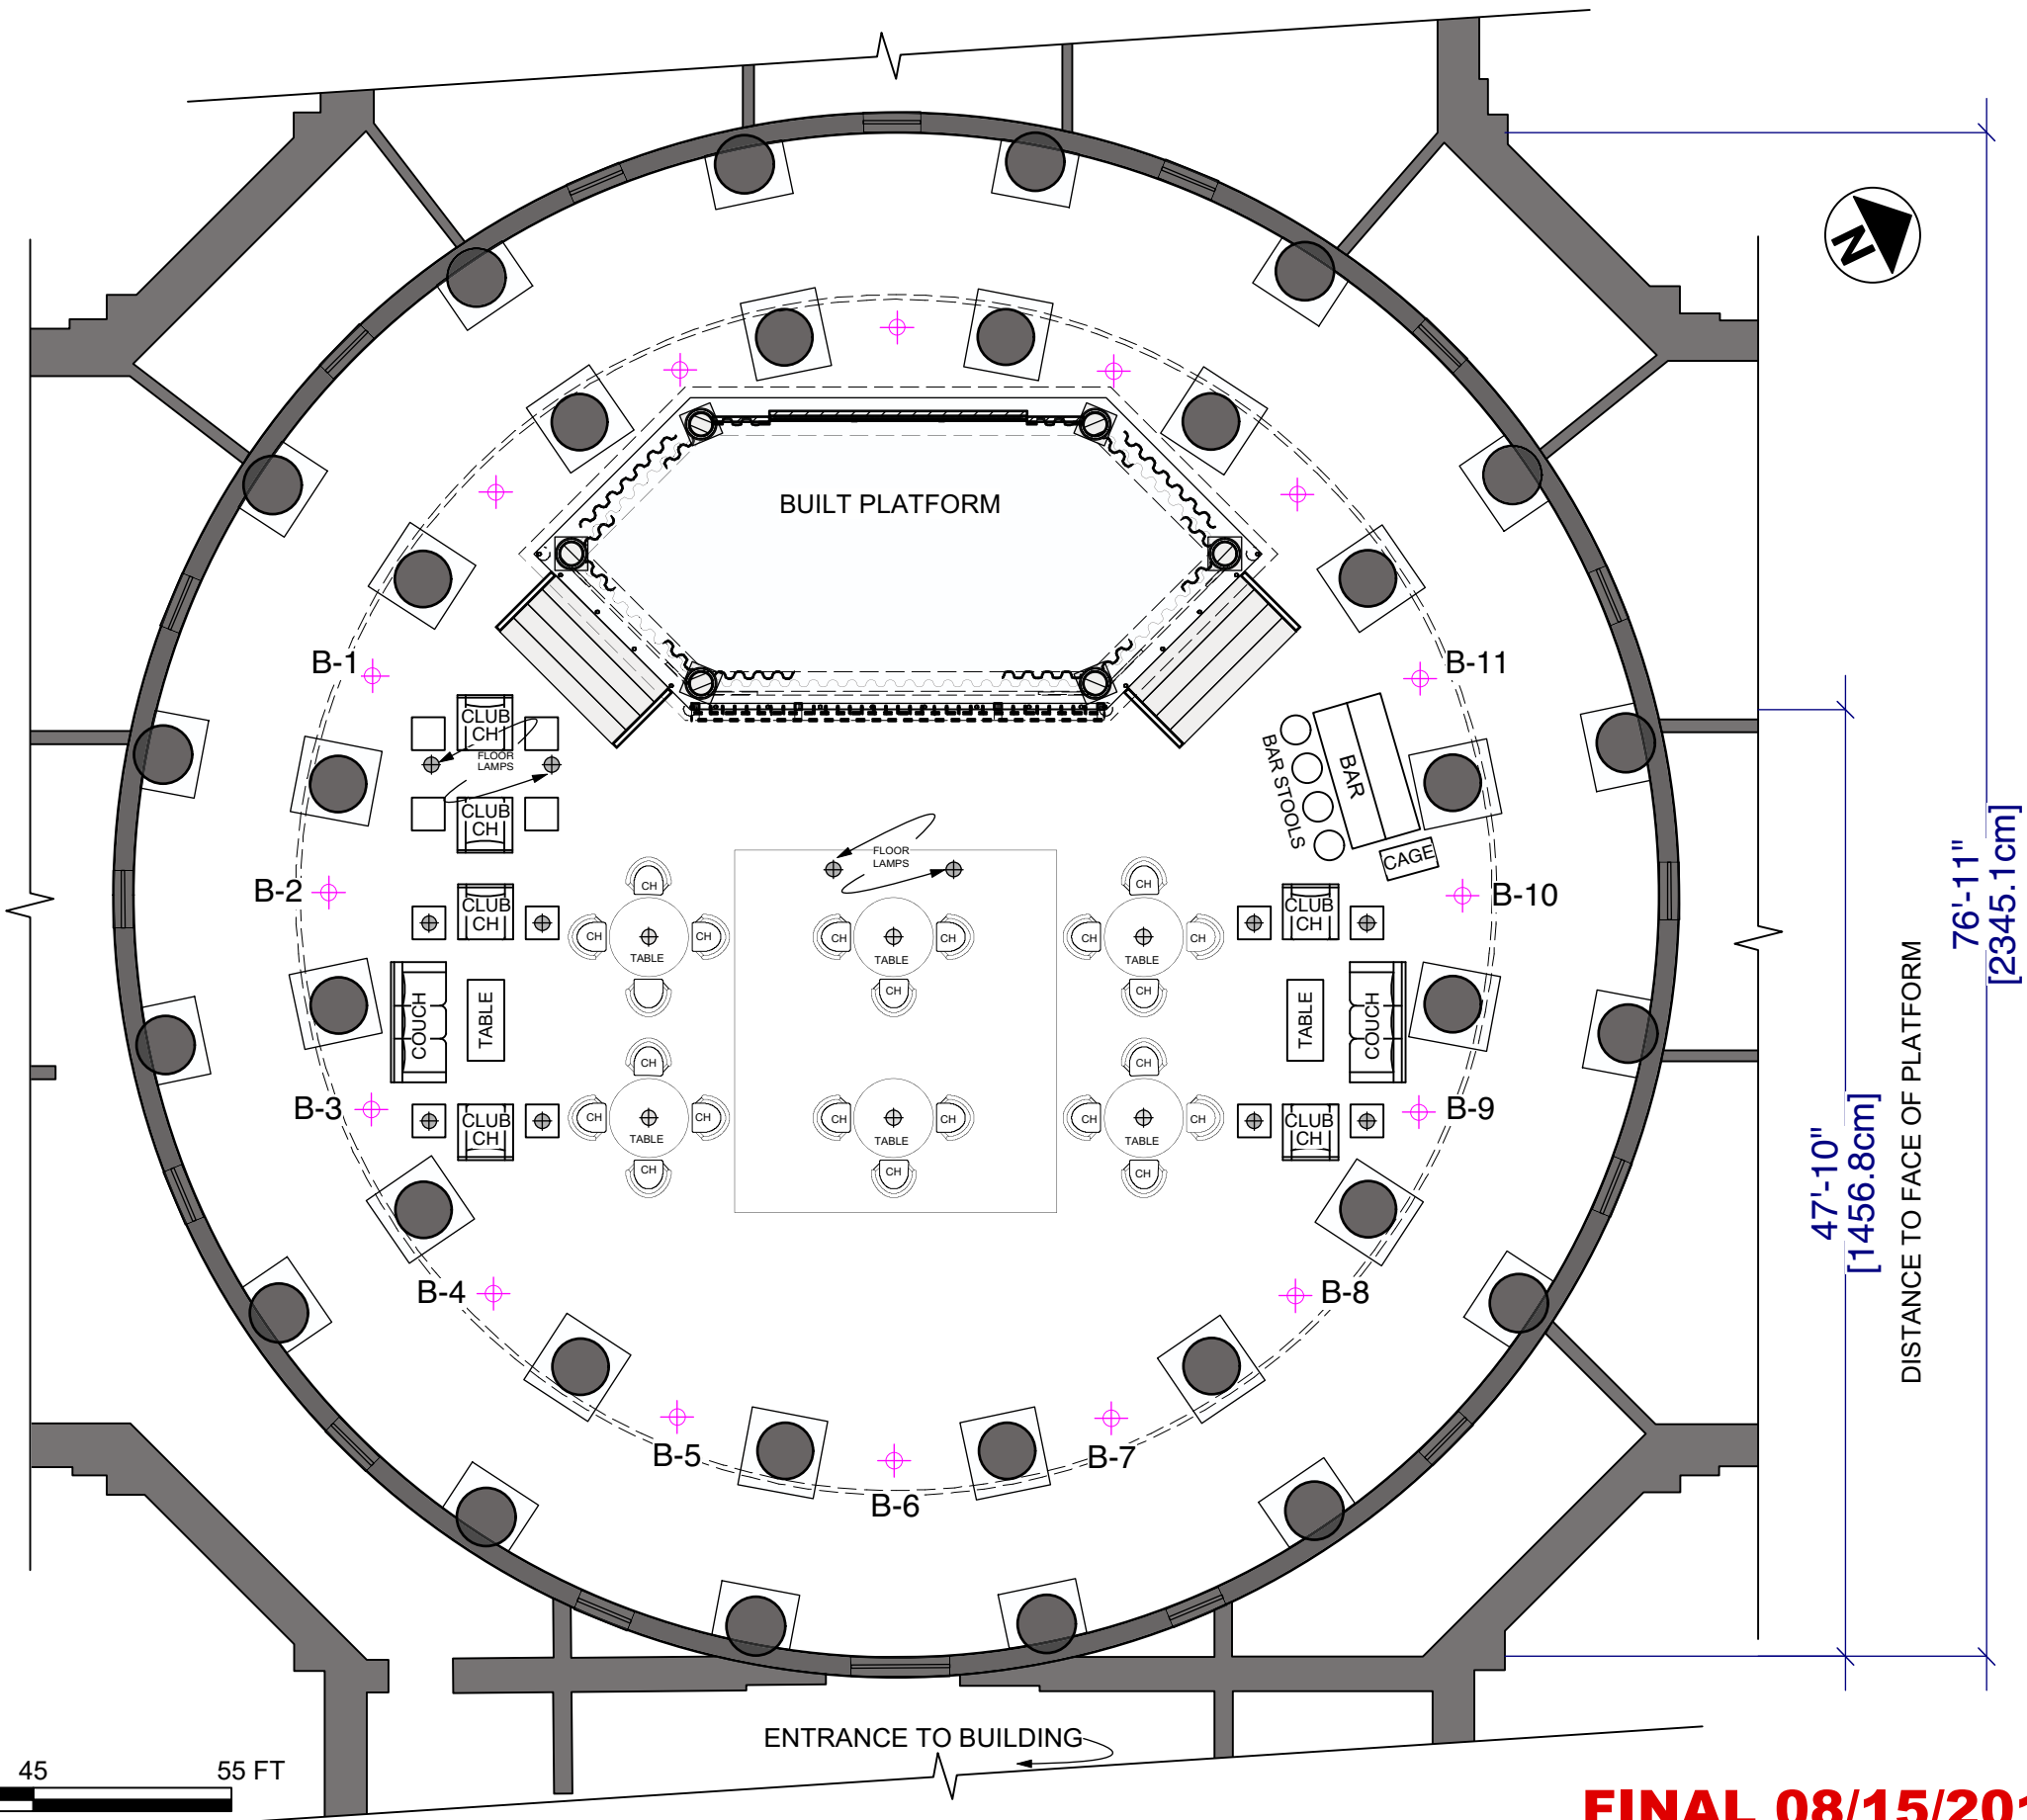 N
BUILT PLATFORM
B-1
B-11
CLUB
CH
FLOOR
LAMPS
CLUB
CH
BAR STOOLS
BAR
CAGE
FLOOR
LAMPS
B-2
B-10
CLUB
CH
CH
CH
CH
TABLE
CH
CH
CH
TABLE
CH
CH
CH
CH
TABLE
CLUB
CH
COUCH
TABLE
TABLE
COUCH
B-3
B-9
CLUB
CH
CH
CH
CH
CH
TABLE
CH
CH
CH
TABLE
CH
CH
CH
CH
TABLE
CLUB
CH
B-4
B-8
B-5
B-7
B-6
76'-11"
[2345.1cm]
47'-10"
[1456.8cm]
DISTANCE TO FACE OF PLATFORM
ENTRANCE TO BUILDING
45
55 FT
FINAL 08/15/201